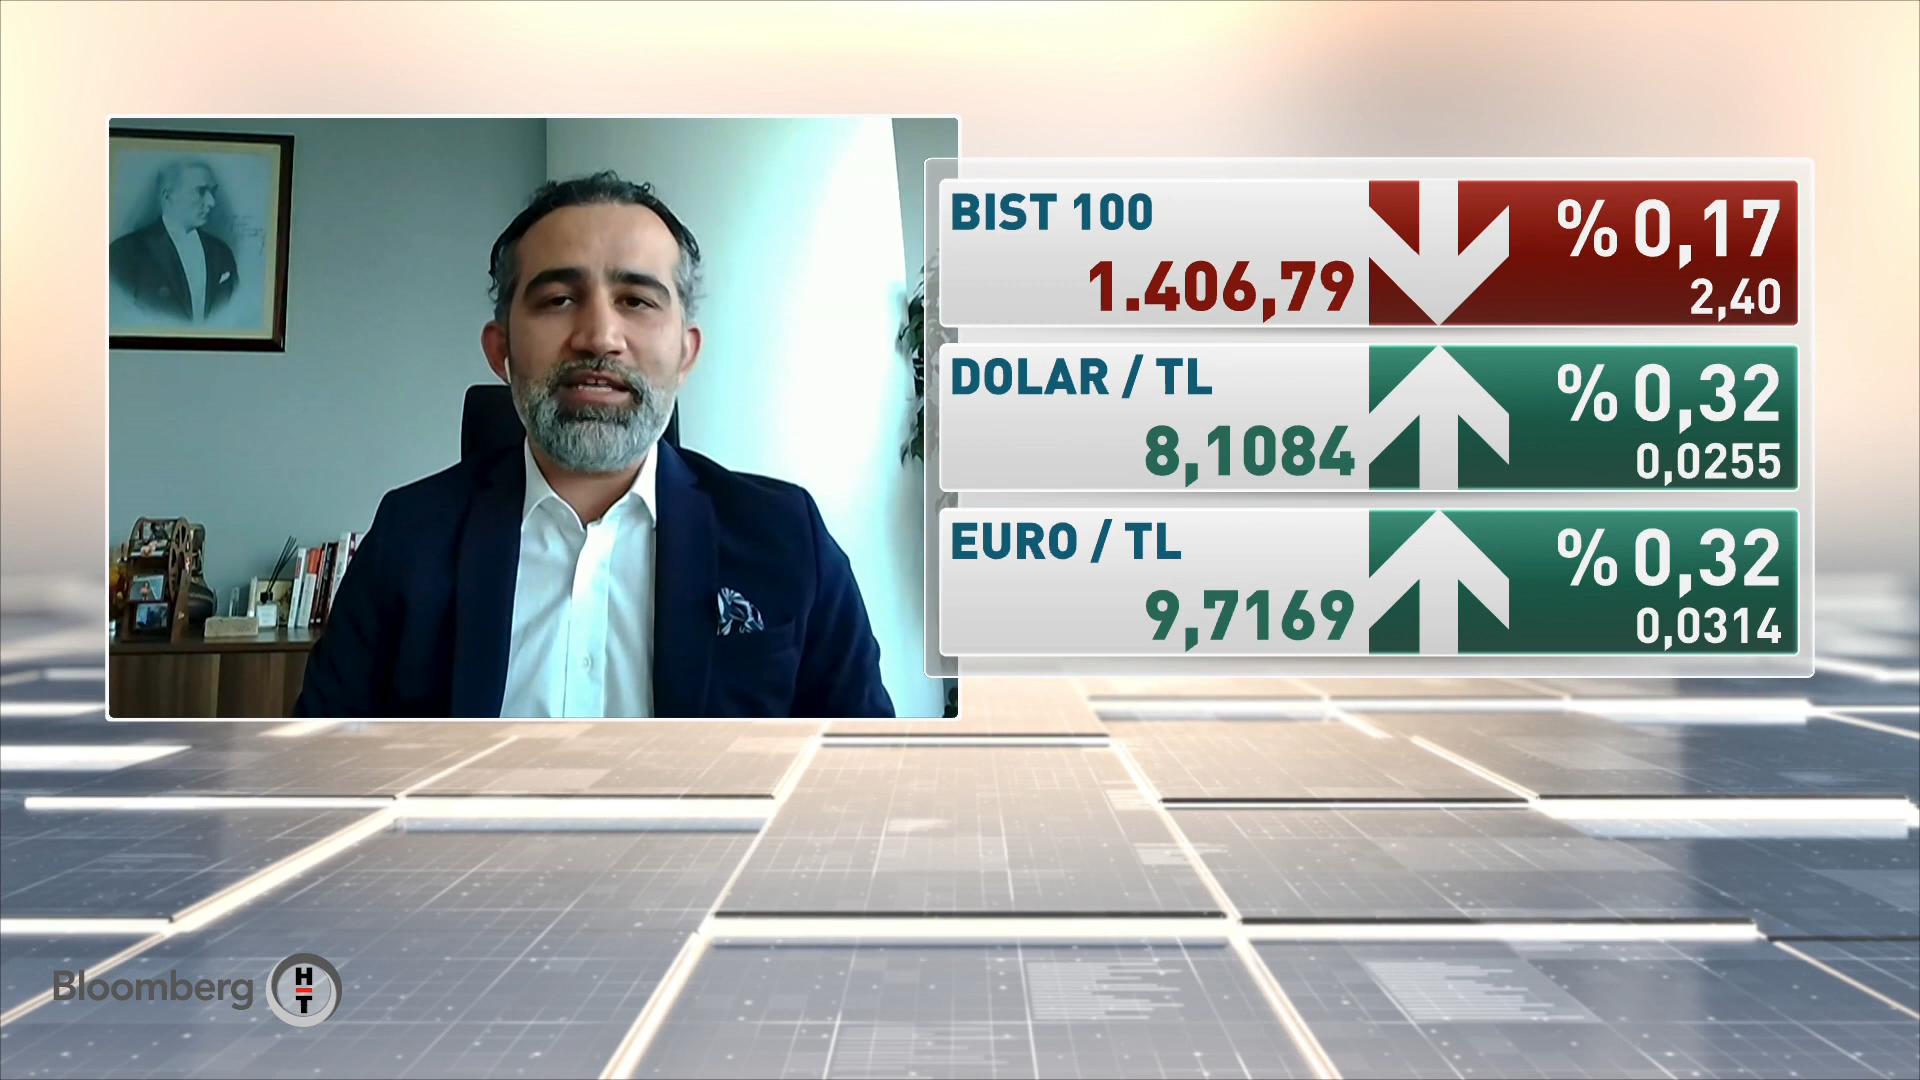 BIST 100
1.406,79
% 0,17
2,40
DOLAR / TL
8,1084
% 0,32
0,0255
EURO / TL
9,7169
% 0,32
0,0314
Bloomberg HT